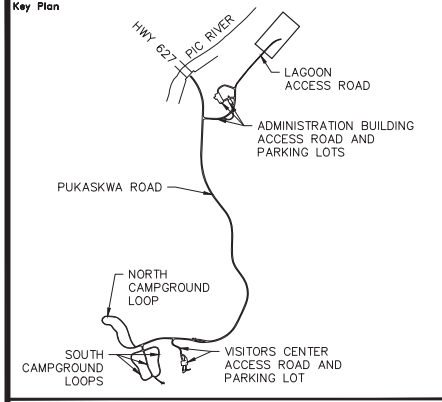 Key Plan
HWY 627
PIC RIVER
LAGOON
ACCESS ROAD
ADMINISTRATION BUILDING
ACCESS ROAD AND
PARKING LOTS
PUKASKWA ROAD
NORTH
CAMPGROUND
LOOP
SOUTH
CAMPGROUND
LOOPS
VISITORS CENTER
ACCESS ROAD AND
PARKING LOT